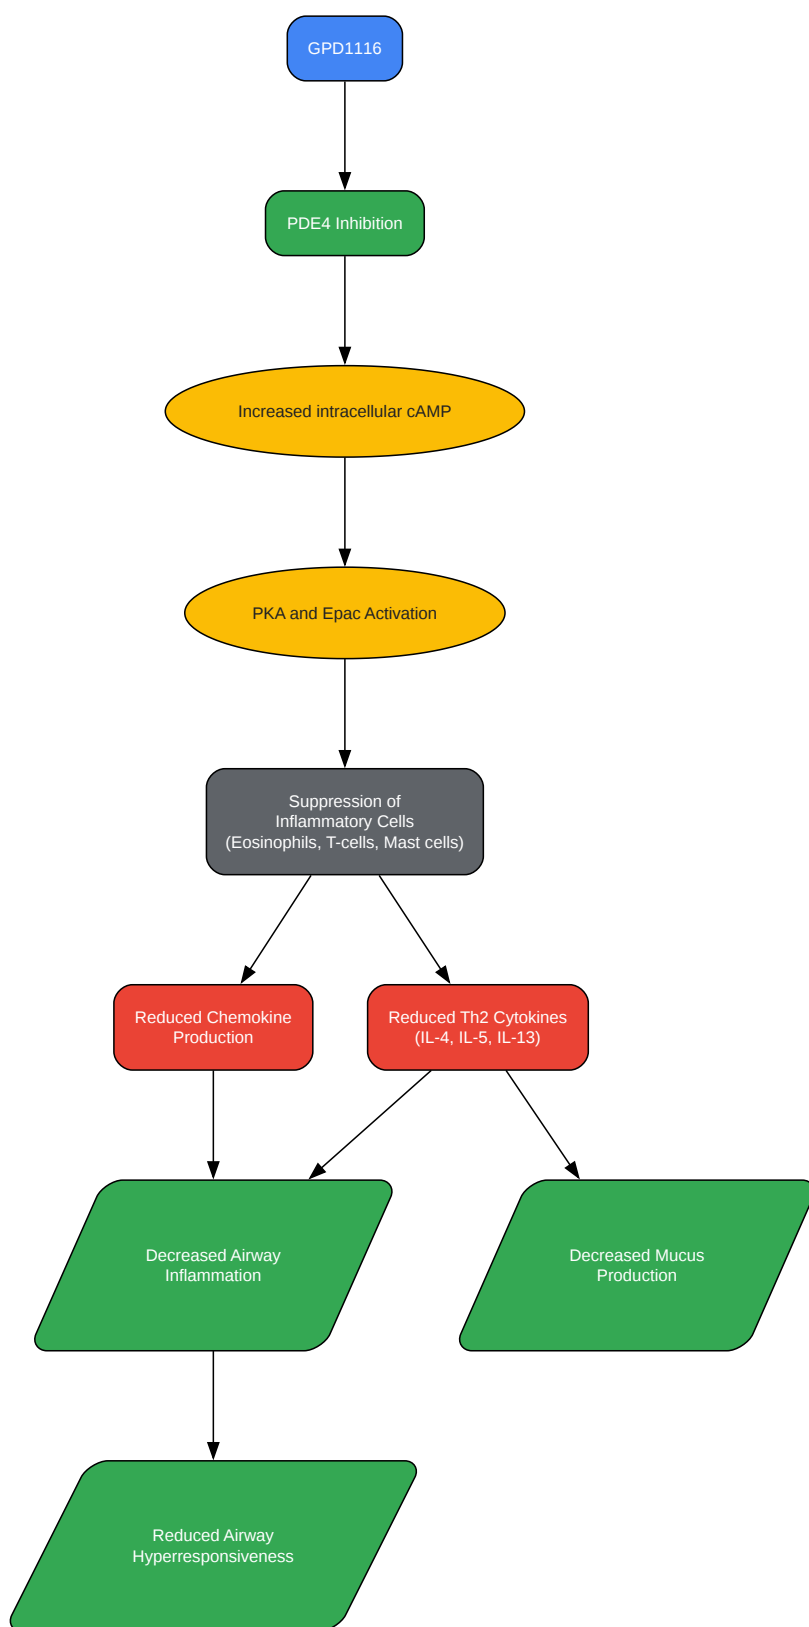 GPD1116
PDE4 Inhibition
Increased intracellular cAMP
PKA and Epac Activation
Suppression of
Inflammatory Cells
(Eosinophils, T-cells, Mast cells)
Reduced Chemokine
Production
Reduced Th2 Cytokines
(IL-4, IL-5, IL-13)
Decreased Airway
Inflammation
Decreased Mucus
Production
Reduced Airway
Hyperresponsiveness